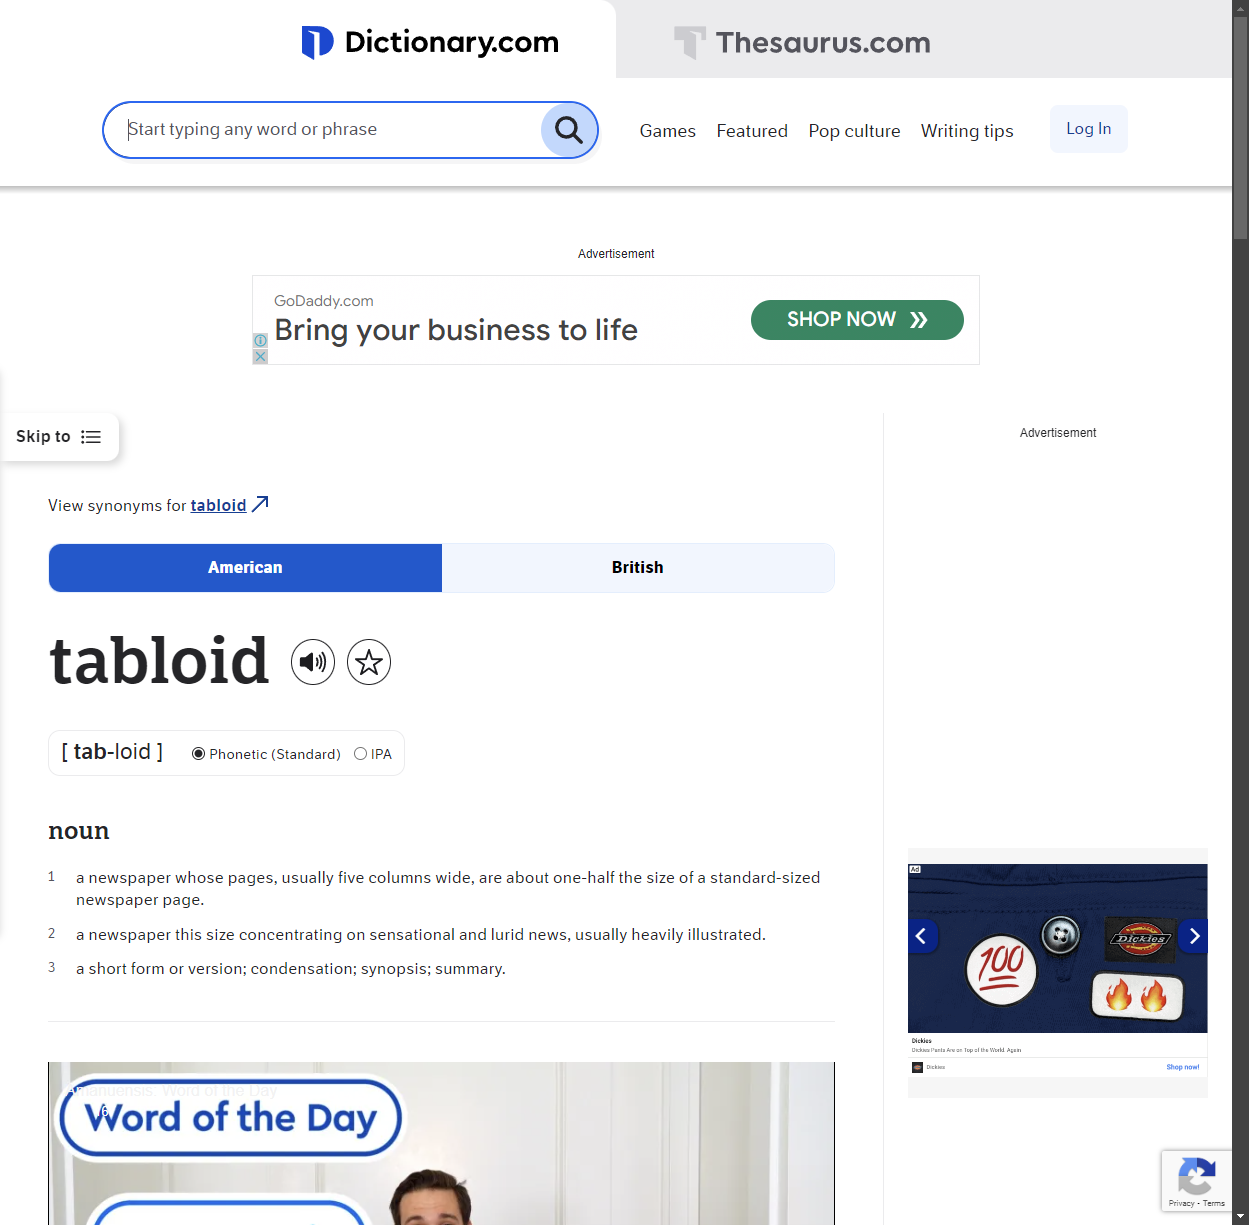 Dictionary.com
Thesaurus.com
Start typing any word or phrase
Games Featured Pop culture Writing tips Log In
Advertisement
GoDaddy.com
Bring your business to life
SHOP NOW »
Skip to
Advertisement
View synonyms for tabloid
American British
tabloid
[ tab-loid ] Phonetic (Standard) IPA
noun
1 a newspaper whose pages, usually five columns wide, are about one-half the size of a standard-sized
newspaper page.
2 a newspaper this size concentrating on sensational and lurid news, usually heavily illustrated.
3 a short form or version; condensation; synopsis; summary.
Amanuensis: Word of the Day
Word of the Day
Ad
100
Dickies
Dickies
Dickies Pants Are on Top of the World. Again
Dickies Shop now!
Privacy - Terms